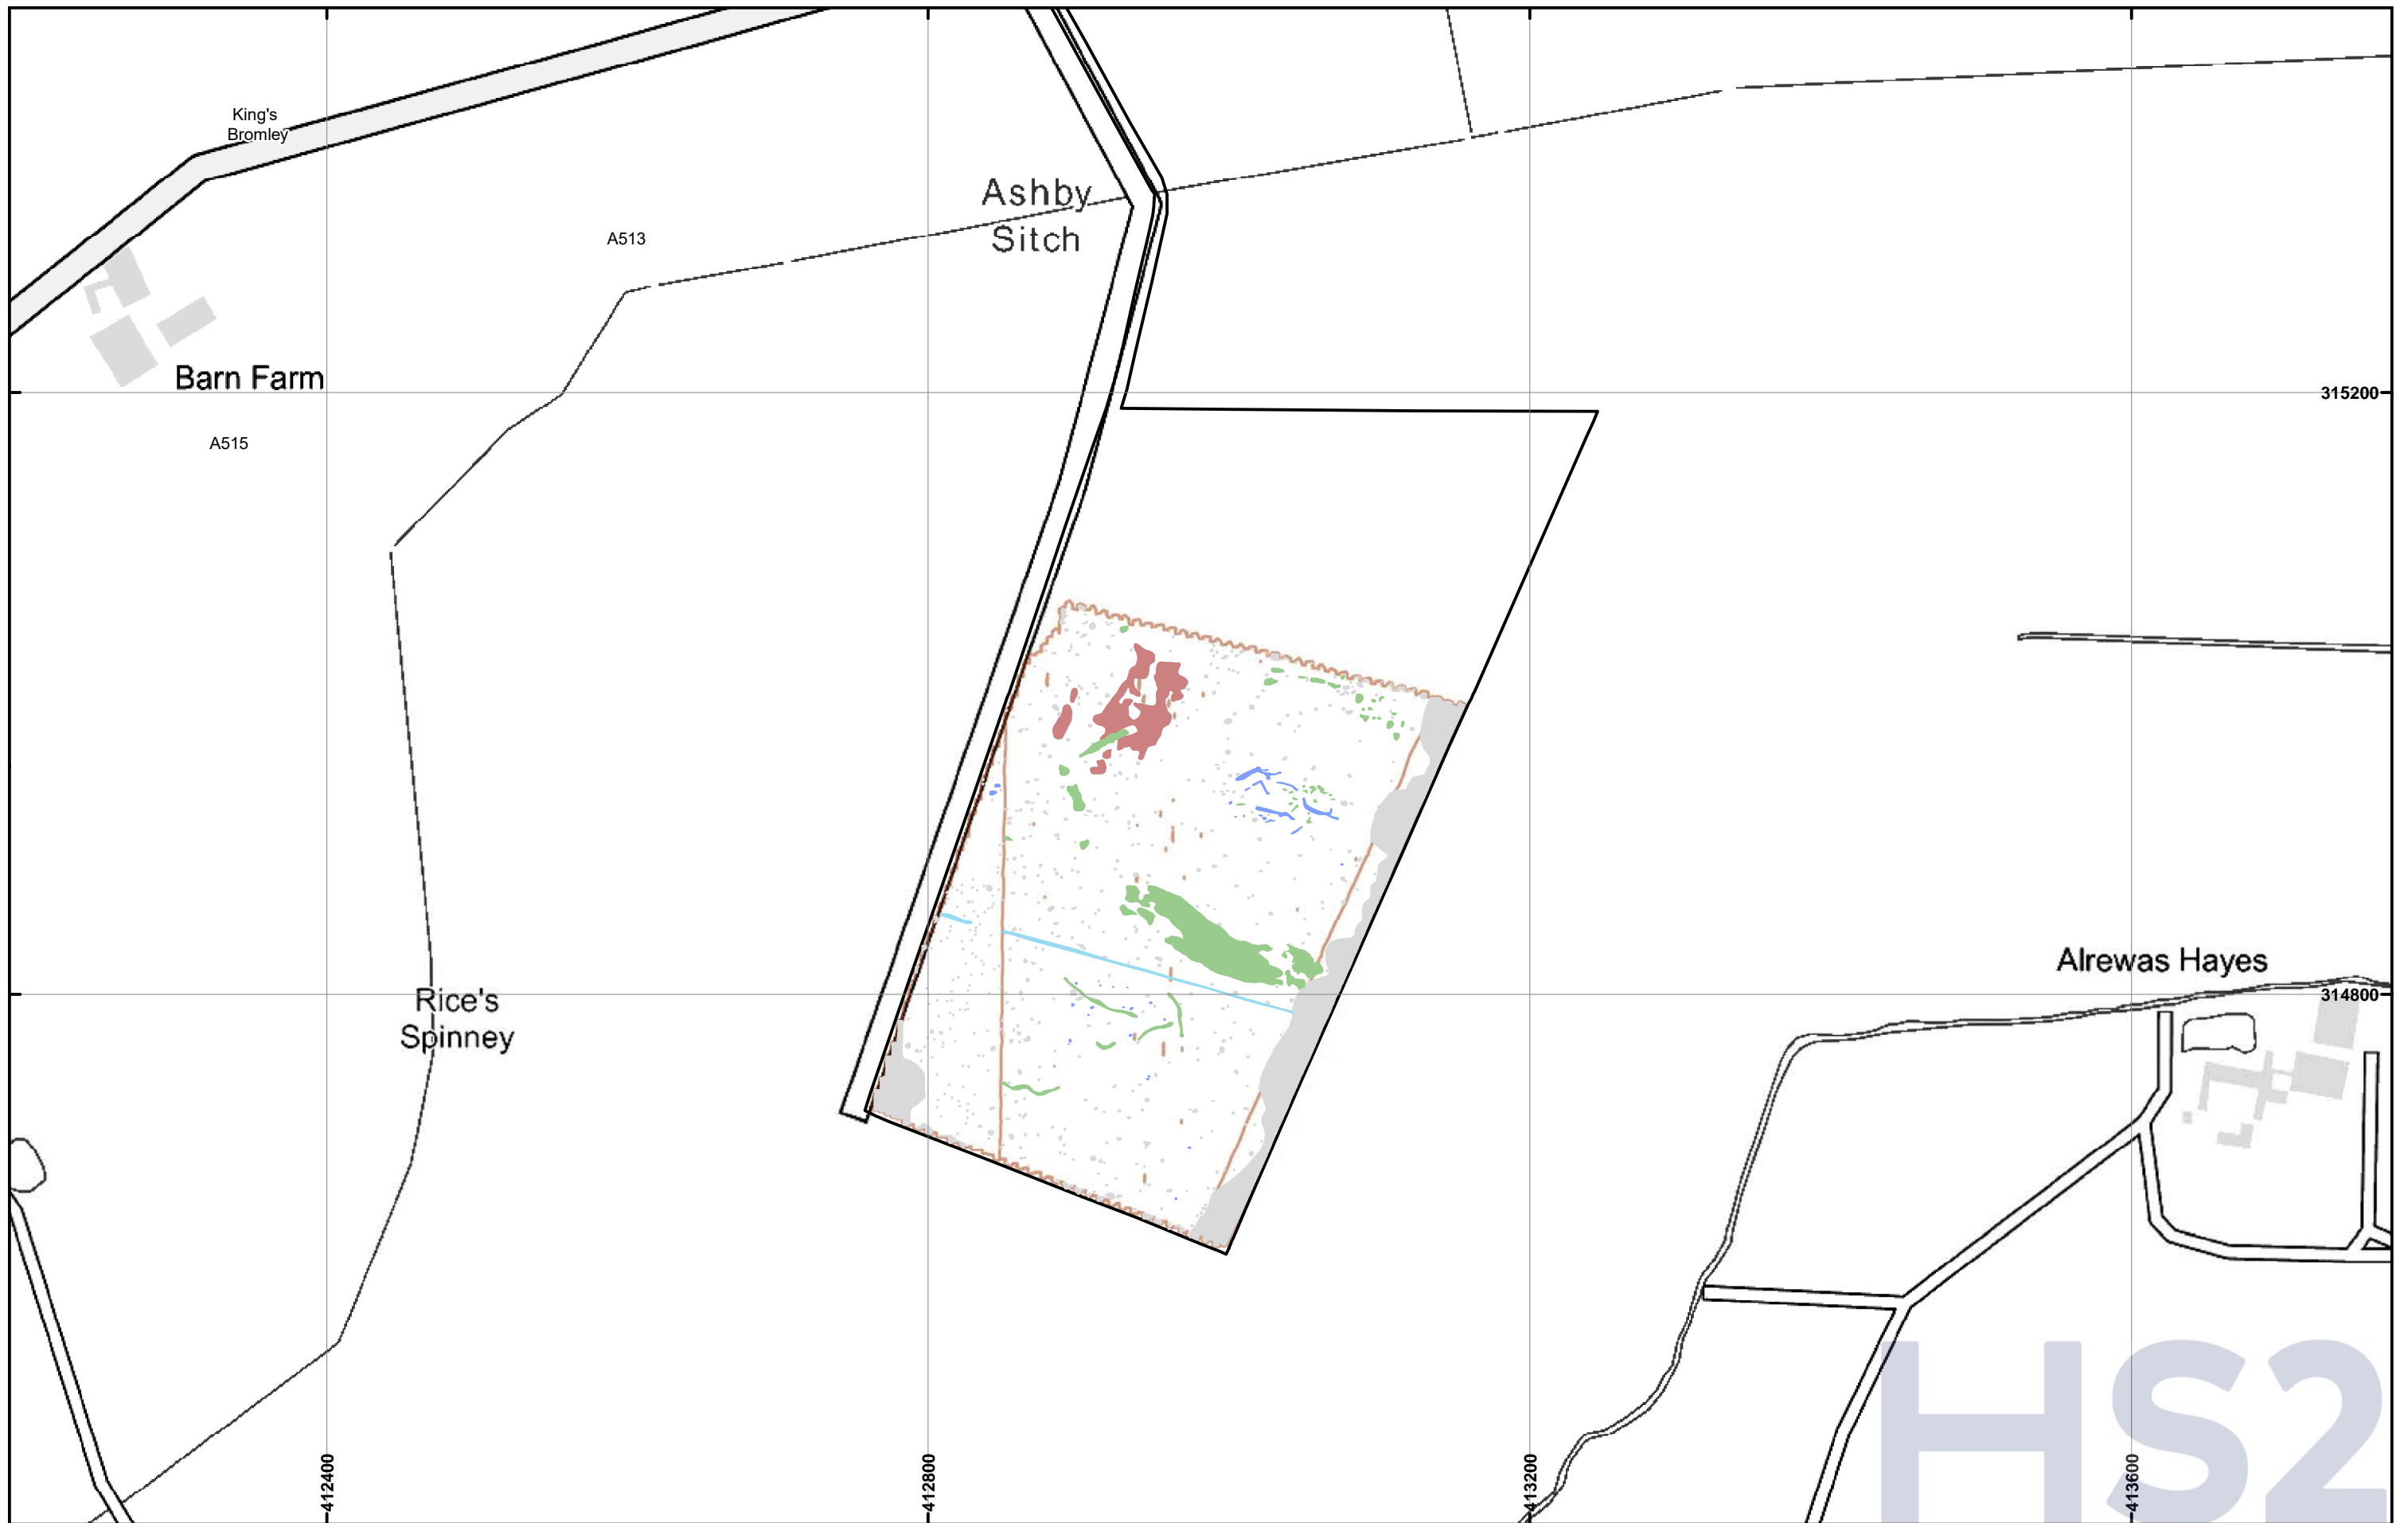 King's
Bromley
Ashby
Sitch
A513
Barn Farm
315200
A515
Alrewas Hayes
Rice's
Spinney
314800
412400
412800
413200
413600
HS2